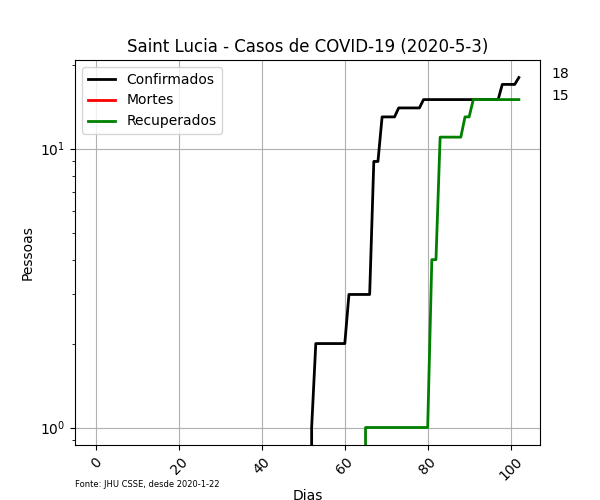 Saint Lucia - Casos de COVID-19 (2020-5-3)
Confirmados
Mortes
Recuperados
18
15
10¹
10⁰
Pessoas
0 20 40 60 80 100
Dias
Fonte: JHU CSSE, desde 2020-1-22